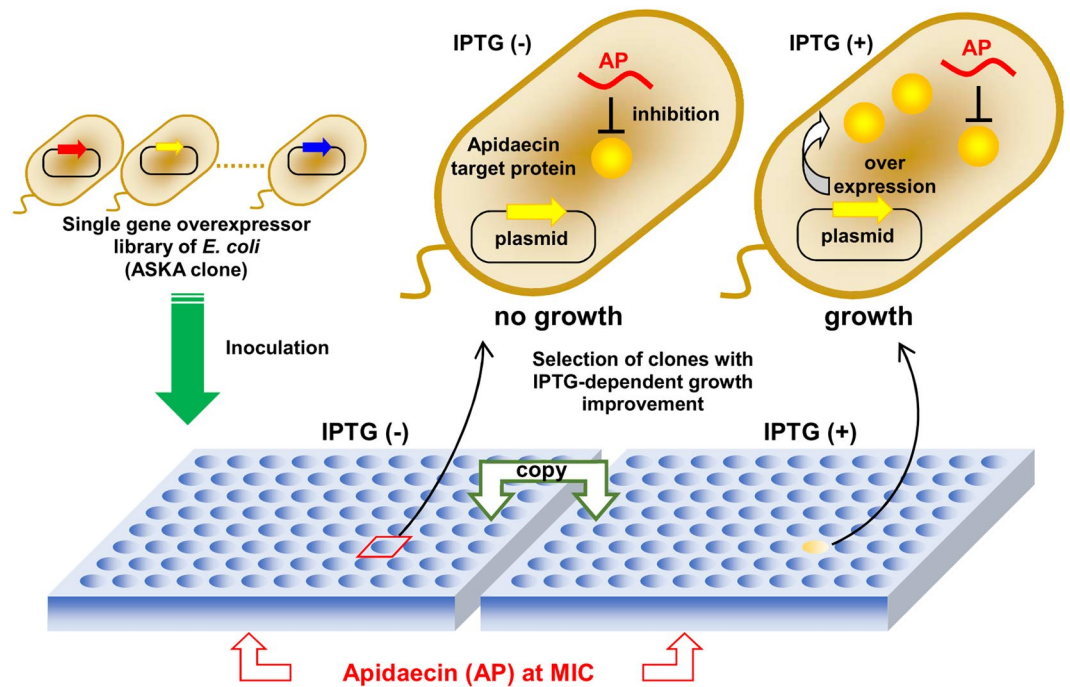 IPTG (-)
AP
inhibition
Apidaecin
target protein
plasmid
no growth
IPTG (+)
AP
over
expression
plasmid
growth
Single gene overexpressor
library of E. coli
(ASKA clone)
Inoculation
Selection of clones with
IPTG-dependent growth
improvement
IPTG (-)
IPTG (+)
copy
Apidaecin (AP) at MIC